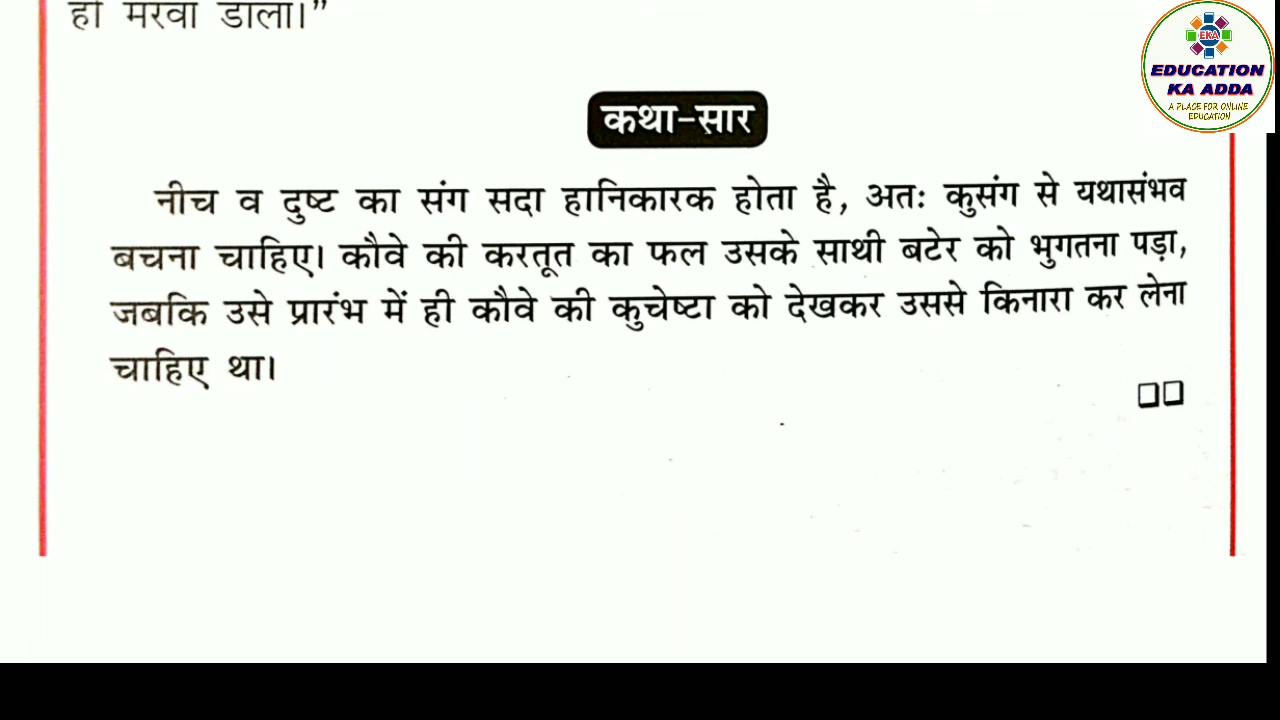 ही मरवा डाला।”
EKA
EDUCATION
KA ADDA
A PLACE FOR ONLINE
EDUCATION
कथा-सार
नीच व दुष्ट का संग सदा हानिकारक होता है, अतः कुसंग से यथासंभव
बचना चाहिए। कौवे की करतूत का फल उसके साथी बटेर को भुगतना पड़ा,
जबकि उसे प्रारंभ में ही कौवे की कुचेष्टा को देखकर उससे किनारा कर लेना
चाहिए था।